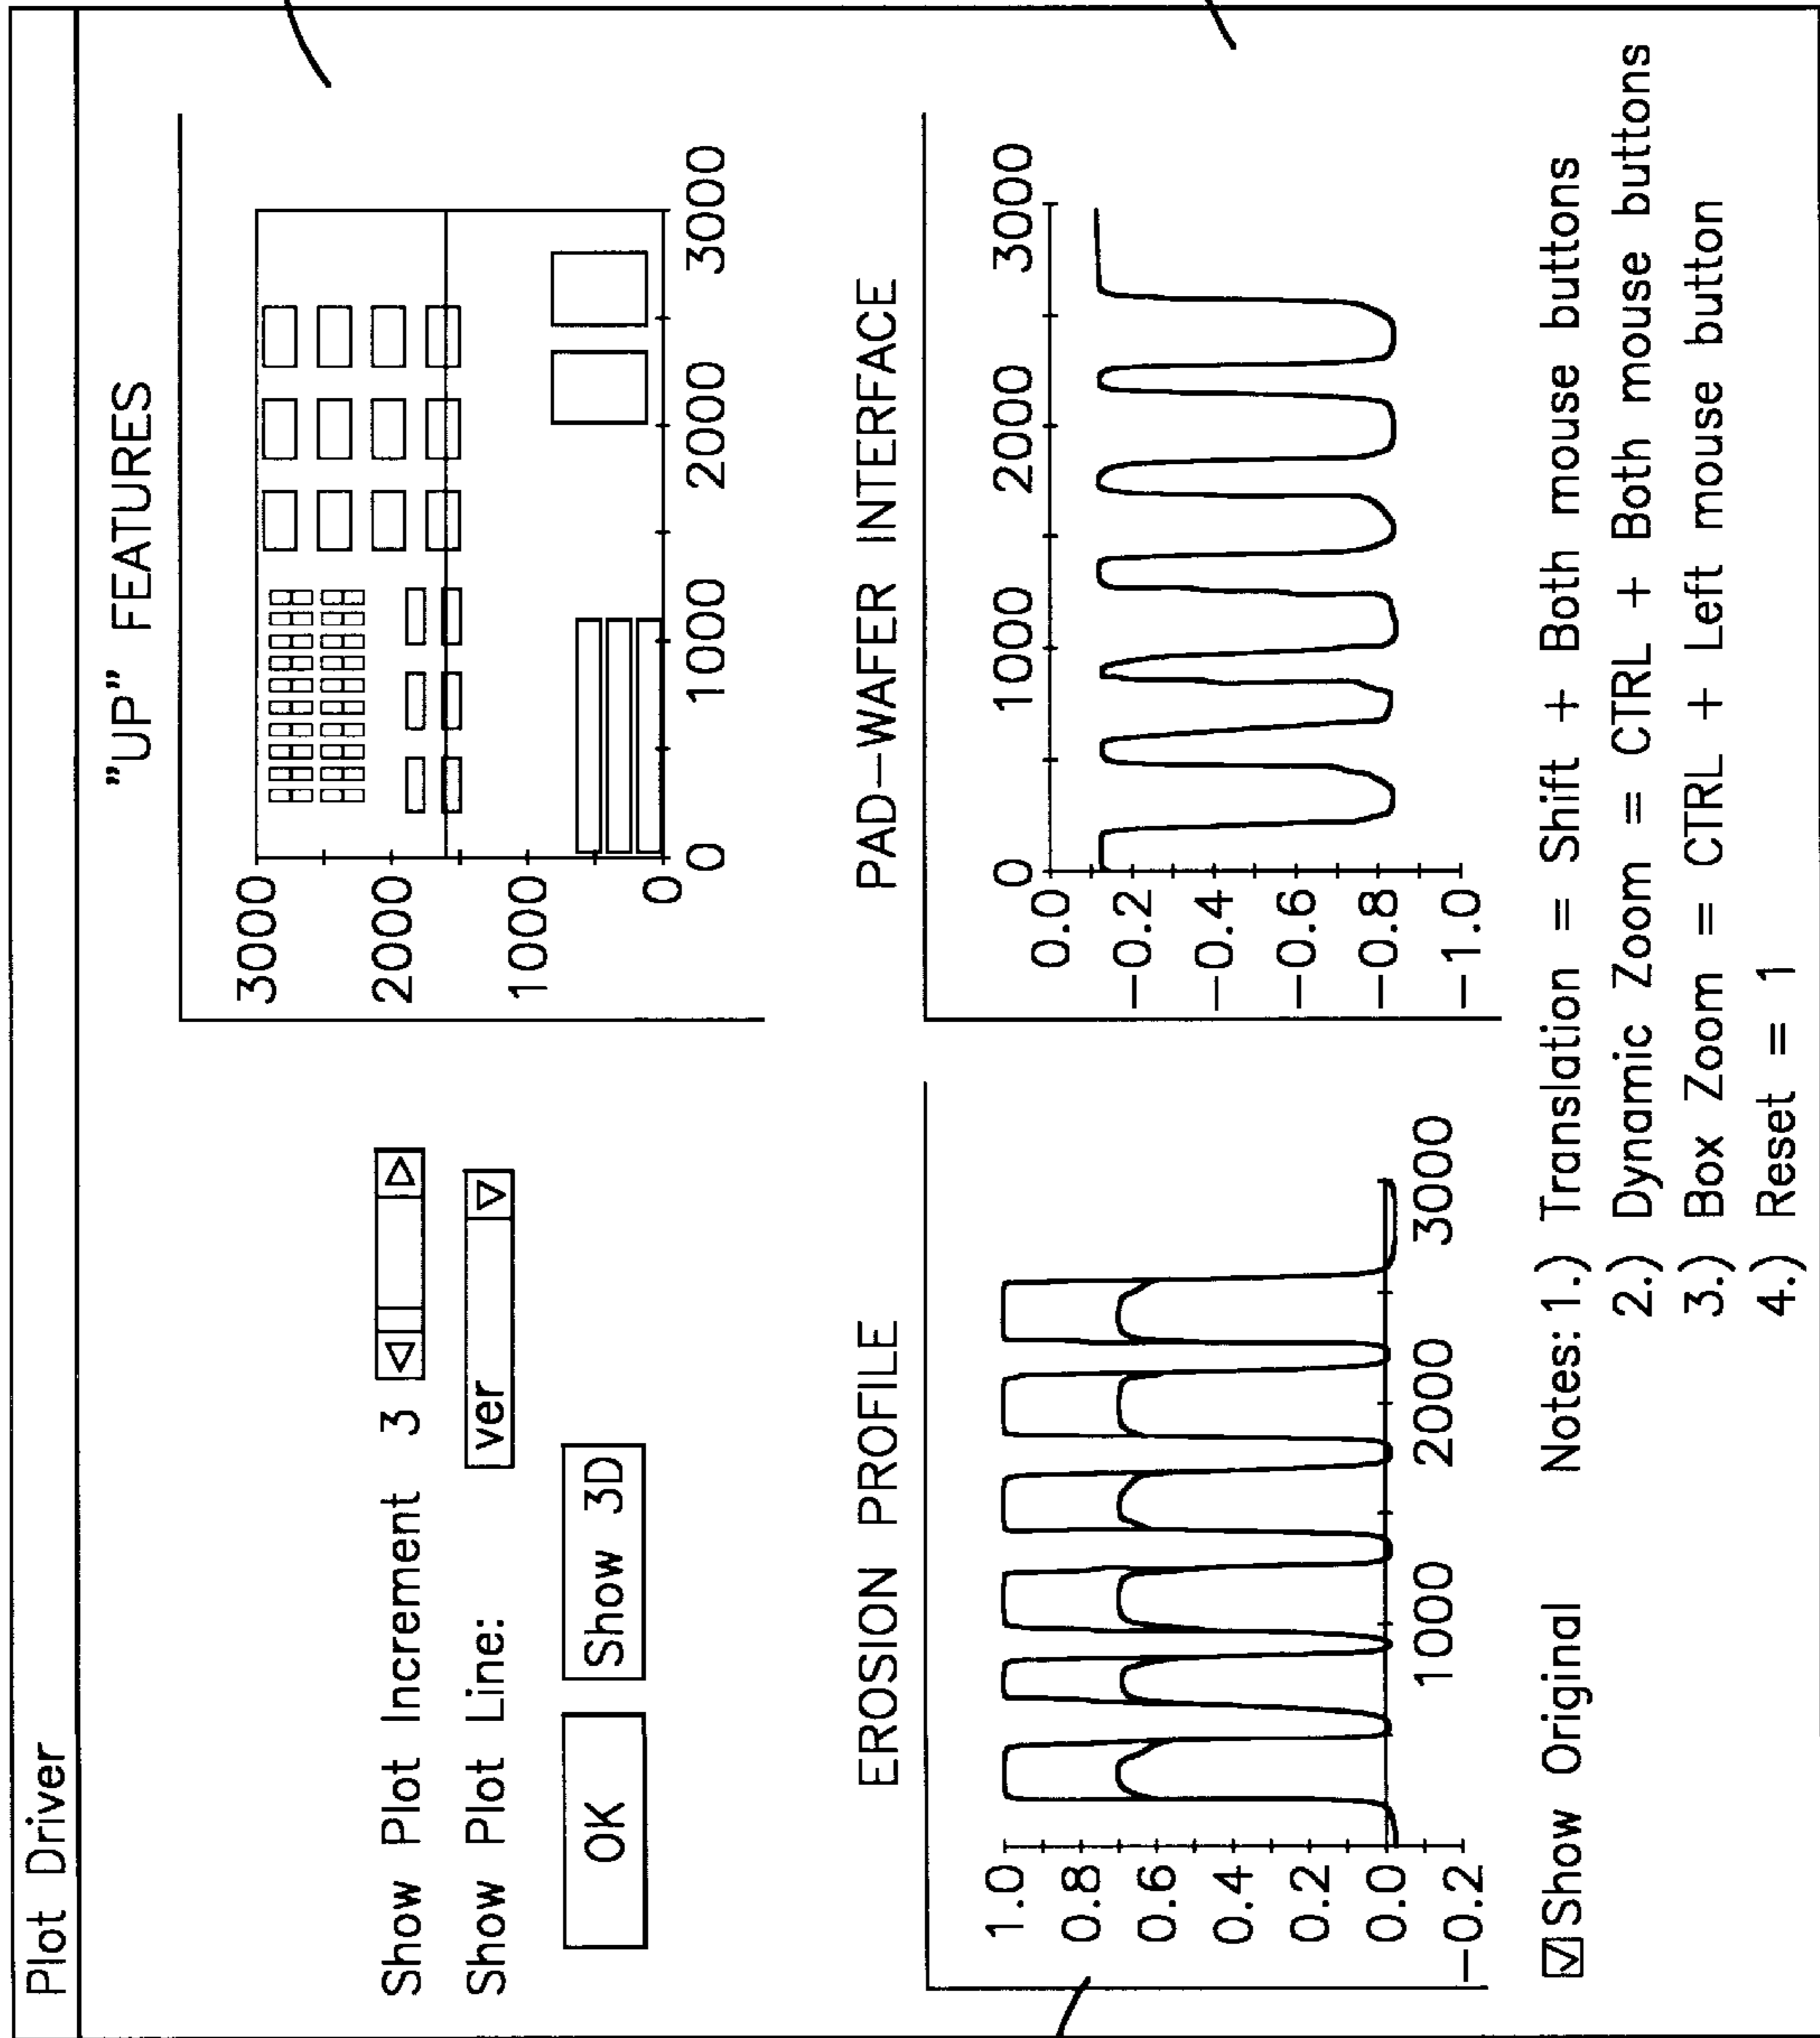 Plot Driver
Show Plot Increment 3
Show Plot Line:
ver
OK
Show 3D
"UP" FEATURES
3000
2000
1000
0
0 1000 2000 3000
EROSION PROFILE
1.0
0.8
0.6
0.4
0.2
0.0
-0.2
1000 2000 3000
PAD-WAFER INTERFACE
0 1000 2000 3000
0.0
-0.2
-0.4
-0.6
-0.8
-1.0
Show Original
Notes: 1.) Translation = Shift + Both mouse buttons
2.) Dynamic Zoom = CTRL + Both mouse buttons
3.) Box Zoom = CTRL + Left mouse button
4.) Reset = 1